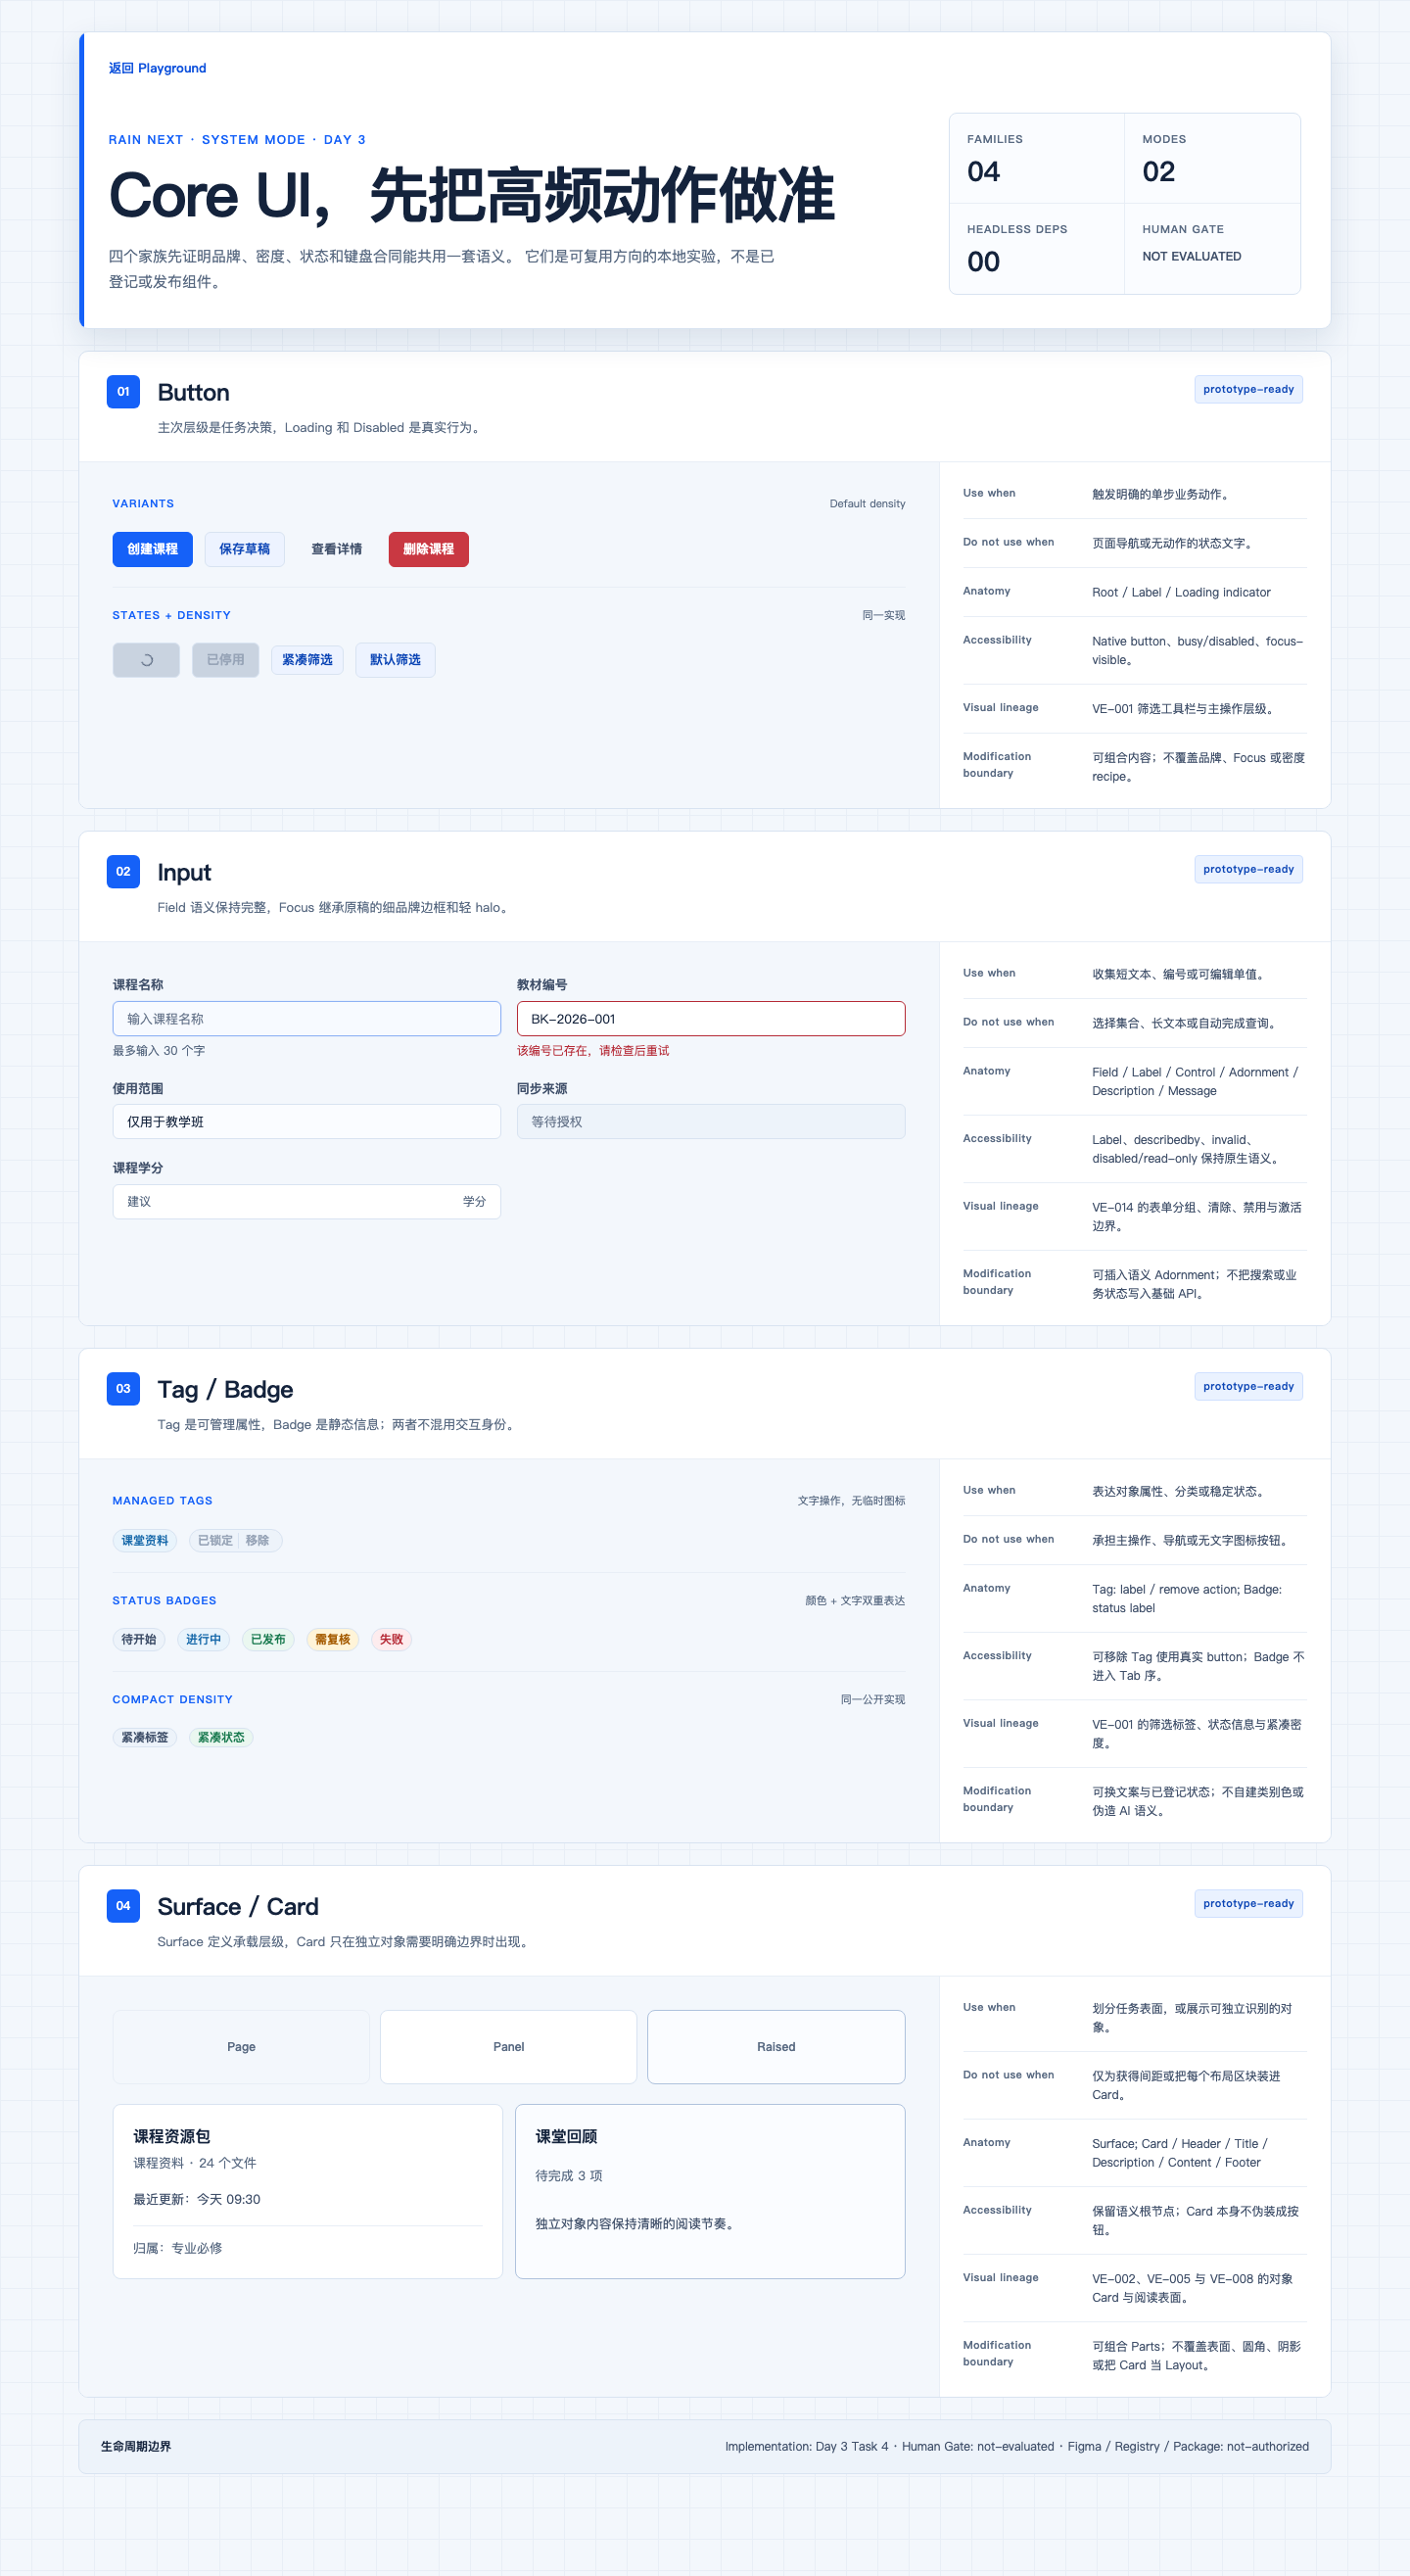 返回 Playground
RAIN NEXT · SYSTEM MODE · DAY 3
Core UI，先把高频动作做准
四个家族先证明品牌、密度、状态和键盘合同能共用一套语义。 它们是可复用方向的本地实验，不是已
登记或发布组件。
FAMILIES
04
MODES
02
HEADLESS DEPS
00
HUMAN GATE
NOT EVALUATED
01
Button
主次层级是任务决策，Loading 和 Disabled 是真实行为。
prototype-ready
VARIANTS
Default density
创建课程
保存草稿
查看详情
删除课程
STATES + DENSITY
同一实现
已停用
紧凑筛选
默认筛选
Use when
触发明确的单步业务动作。
Do not use when
页面导航或无动作的状态文字。
Anatomy
Root / Label / Loading indicator
Accessibility
Native button、busy/disabled、focus-
visible。
Visual lineage
VE-001 筛选工具栏与主操作层级。
Modification
boundary
可组合内容；不覆盖品牌、Focus 或密度
recipe。
02
Input
Field 语义保持完整，Focus 继承原稿的细品牌边框和轻 halo。
prototype-ready
课程名称
输入课程名称
最多输入 30 个字
教材编号
BK-2026-001
该编号已存在，请检查后重试
使用范围
仅用于教学班
同步来源
等待授权
课程学分
建议
学分
Use when
收集短文本、编号或可编辑单值。
Do not use when
选择集合、长文本或自动完成查询。
Anatomy
Field / Label / Control / Adornment /
Description / Message
Accessibility
Label、describedby、invalid、
disabled/read-only 保持原生语义。
Visual lineage
VE-014 的表单分组、清除、禁用与激活
边界。
Modification
boundary
可插入语义 Adornment；不把搜索或业
务状态写入基础 API。
03
Tag / Badge
Tag 是可管理属性，Badge 是静态信息；两者不混用交互身份。
prototype-ready
MANAGED TAGS
文字操作，无临时图标
课堂资料
已锁定
移除
STATUS BADGES
颜色 + 文字双重表达
待开始
进行中
已发布
需复核
失败
COMPACT DENSITY
同一公开实现
紧凑标签
紧凑状态
Use when
表达对象属性、分类或稳定状态。
Do not use when
承担主操作、导航或无文字图标按钮。
Anatomy
Tag: label / remove action; Badge:
status label
Accessibility
可移除 Tag 使用真实 button；Badge 不
进入 Tab 序。
Visual lineage
VE-001 的筛选标签、状态信息与紧凑密
度。
Modification
boundary
可换文案与已登记状态；不自建类别色或
伪造 AI 语义。
04
Surface / Card
Surface 定义承载层级，Card 只在独立对象需要明确边界时出现。
prototype-ready
Page
Panel
Raised
课程资源包
课程资料 · 24 个文件
最近更新：今天 09:30
归属：专业必修
课堂回顾
待完成 3 项
独立对象内容保持清晰的阅读节奏。
Use when
划分任务表面，或展示可独立识别的对
象。
Do not use when
仅为获得间距或把每个布局区块装进
Card。
Anatomy
Surface; Card / Header / Title /
Description / Content / Footer
Accessibility
保留语义根节点；Card 本身不伪装成按
钮。
Visual lineage
VE-002、VE-005 与 VE-008 的对象
Card 与阅读表面。
Modification
boundary
可组合 Parts；不覆盖表面、圆角、阴影
或把 Card 当 Layout。
生命周期边界
Implementation: Day 3 Task 4 · Human Gate: not-evaluated · Figma / Registry / Package: not-authorized